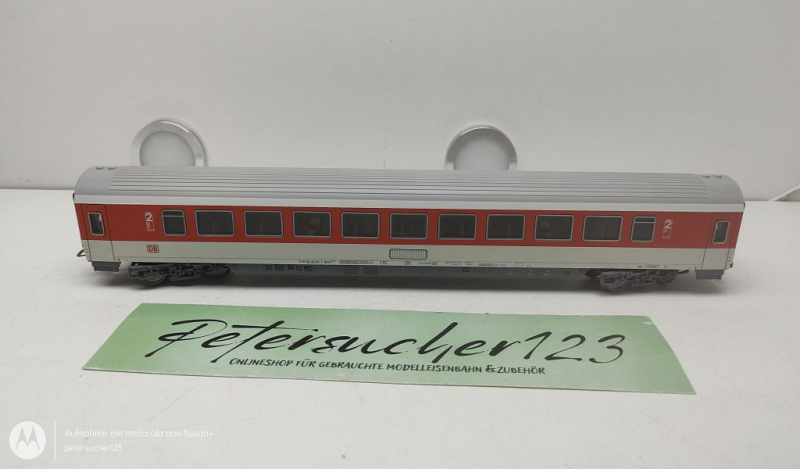 2
2
DB
Petersucher123
ONLINESHOP FÜR GEBRAUCHTE MODELLEISENBAHN & ZUBEHÖR
Aufnahme mit motorola one fusion+
petersucher123